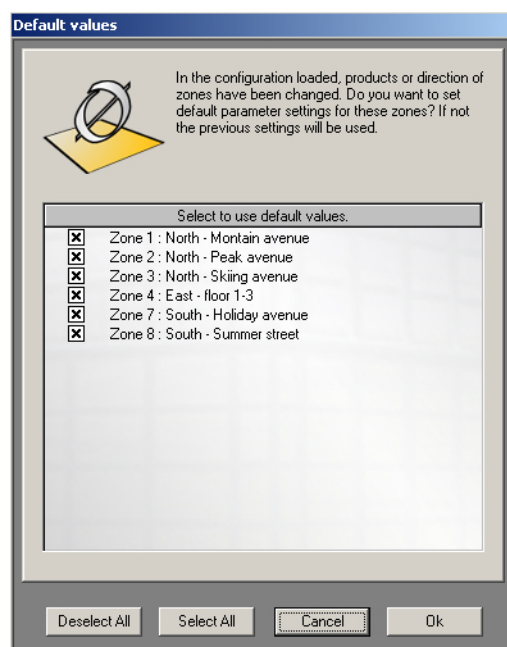 Default values
In the configuration loaded, products or direction of
zones have been changed. Do you want to set
default parameter settings for these zones? If not
the previous settings will be used.
Select to use default values.
Zone 1 : North - Montain avenue
Zone 2 : North - Peak avenue
Zone 3 : North - Skiing avenue
Zone 4 : East - floor 1-3
Zone 7 : South - Holiday avenue
Zone 8 : South - Summer street
Deselect All Select All Cancel Ok